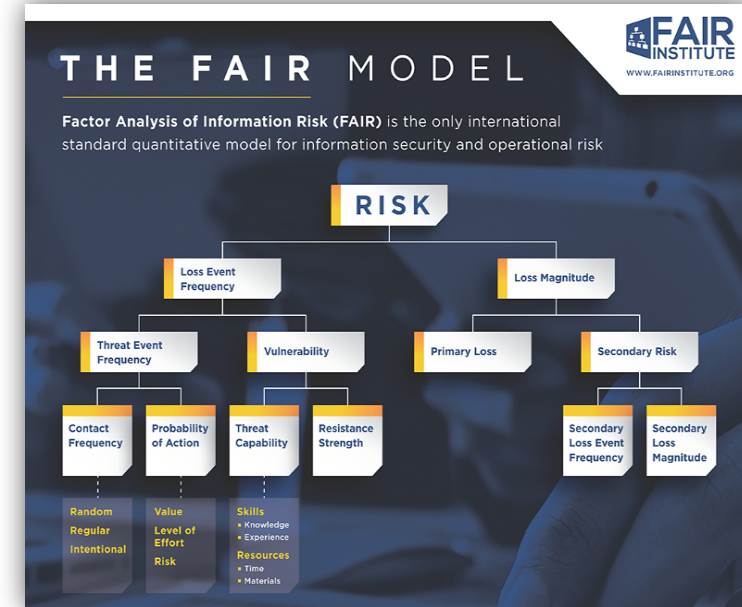 FAIR
INSTITUTE
WWW.FAIRINSTITUTE.ORG
THE FAIR MODEL
Factor Analysis of Information Risk (FAIR) is the only international
standard quantitative model for information security and operational risk
RISK
Loss Event
Frequency
Loss Magnitude
Threat Event
Frequency
Vulnerability
Primary Loss
Secondary Risk
Contact
Frequency
Probability
of Action
Threat
Capability
Resistance
Strength
Secondary
Loss Event
Frequency
Secondary
Loss
Magnitude
Random
Regular
Intentional
Value
Level of
Effort
Risk
Skills
▪ Knowledge
▪ Experience
Resources
▪ Time
▪ Materials